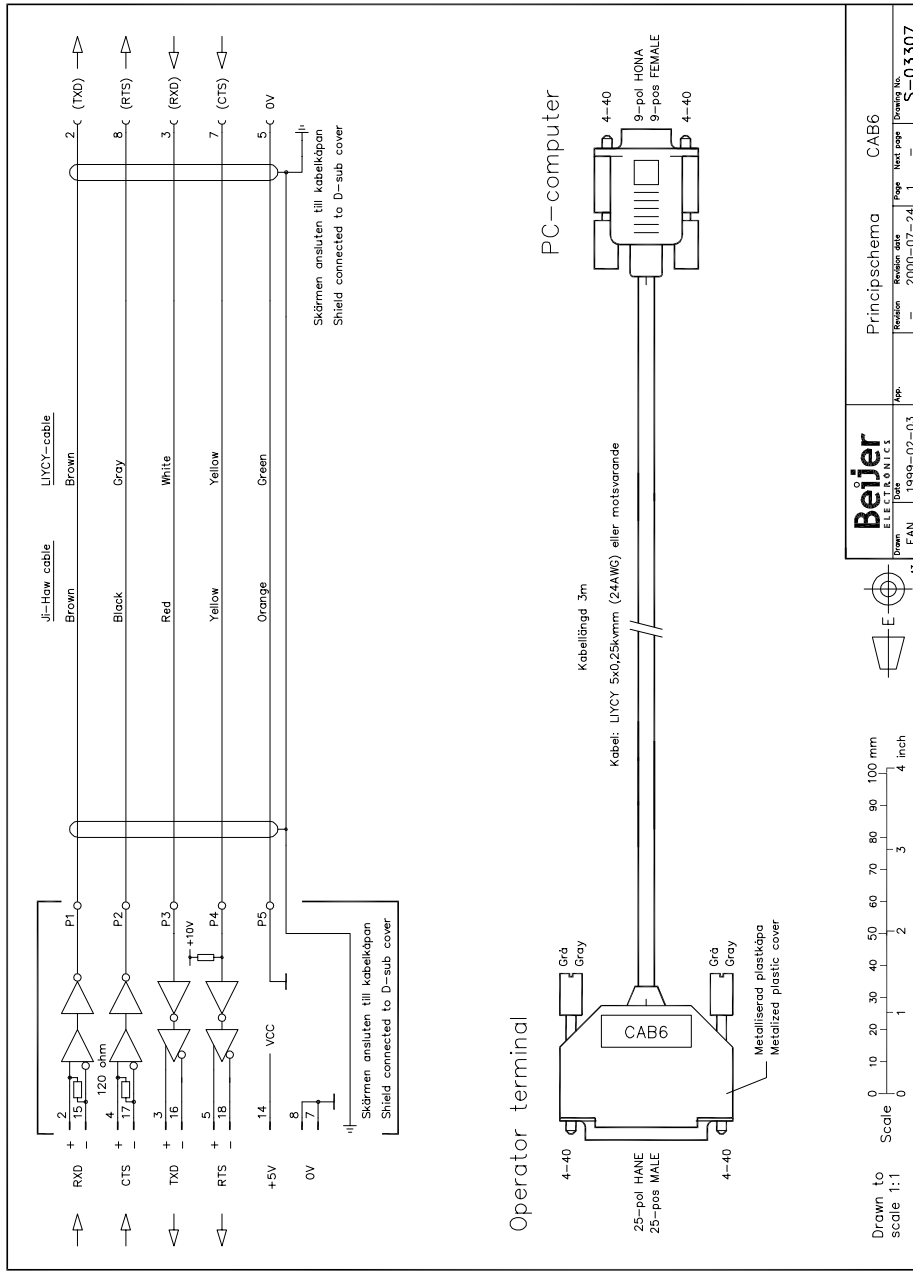 Ji-Haw cable
LIYCY-cable
RXD + 2
- 15
120 ohm
P1
Brown
Brown
2 (TXD)
CTS + 4
- 17
P2
Black
Gray
8 (RTS)
TXD + 3
- 16
P3
Red
White
3 (RXD)
+10V
RTS + 5
- 18
P4
Yellow
Yellow
7 (CTS)
+5V
14
VCC
P5
Orange
Green
5 0V
0V
8
7
Skärmen ansluten till kabelkåpan
Shield connected to D-sub cover
Skärmen ansluten till kabelkåpan
Shield connected to D-sub cover
Operator terminal
PC-computer
4-40
Grå
Gray
Kabellängd 3m
4-40
25-pol HANE
25-pos MALE
CAB6
Kabel: LIYCY 5x0,25kvmm (24AWG) eller motsvarande
9-pol HONA
9-pos FEMALE
4-40
Grå
Gray
4-40
Metalliserad plastkåpa
Metalized plastic cover
Drawn to
scale 1:1
Scale
0 10 20 30 40 50 60 70 80 90 100 mm
0 1 2 3 4 inch
E
Beijer
ELECTRONICS
Principschema CAB6
Drawn Date App. Revision Revision date Page Next page Drawing No.
EAN 1999-02-03 - 2000-07-24 1 - S-03307